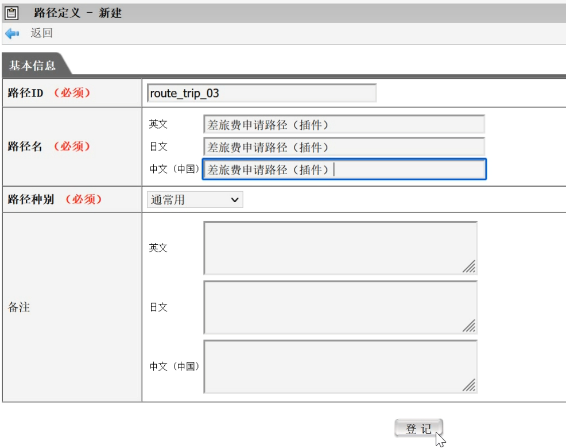 路径定义 - 新建
返回
基本信息
路径ID （必须） route_trip_03
英文 差旅费申请路径（插件）
路径名 （必须） 日文 差旅费申请路径（插件）
中文（中国） 差旅费申请路径（插件）
路径种别 （必须） 通常用
英文
备注 日文
中文（中国）
登记